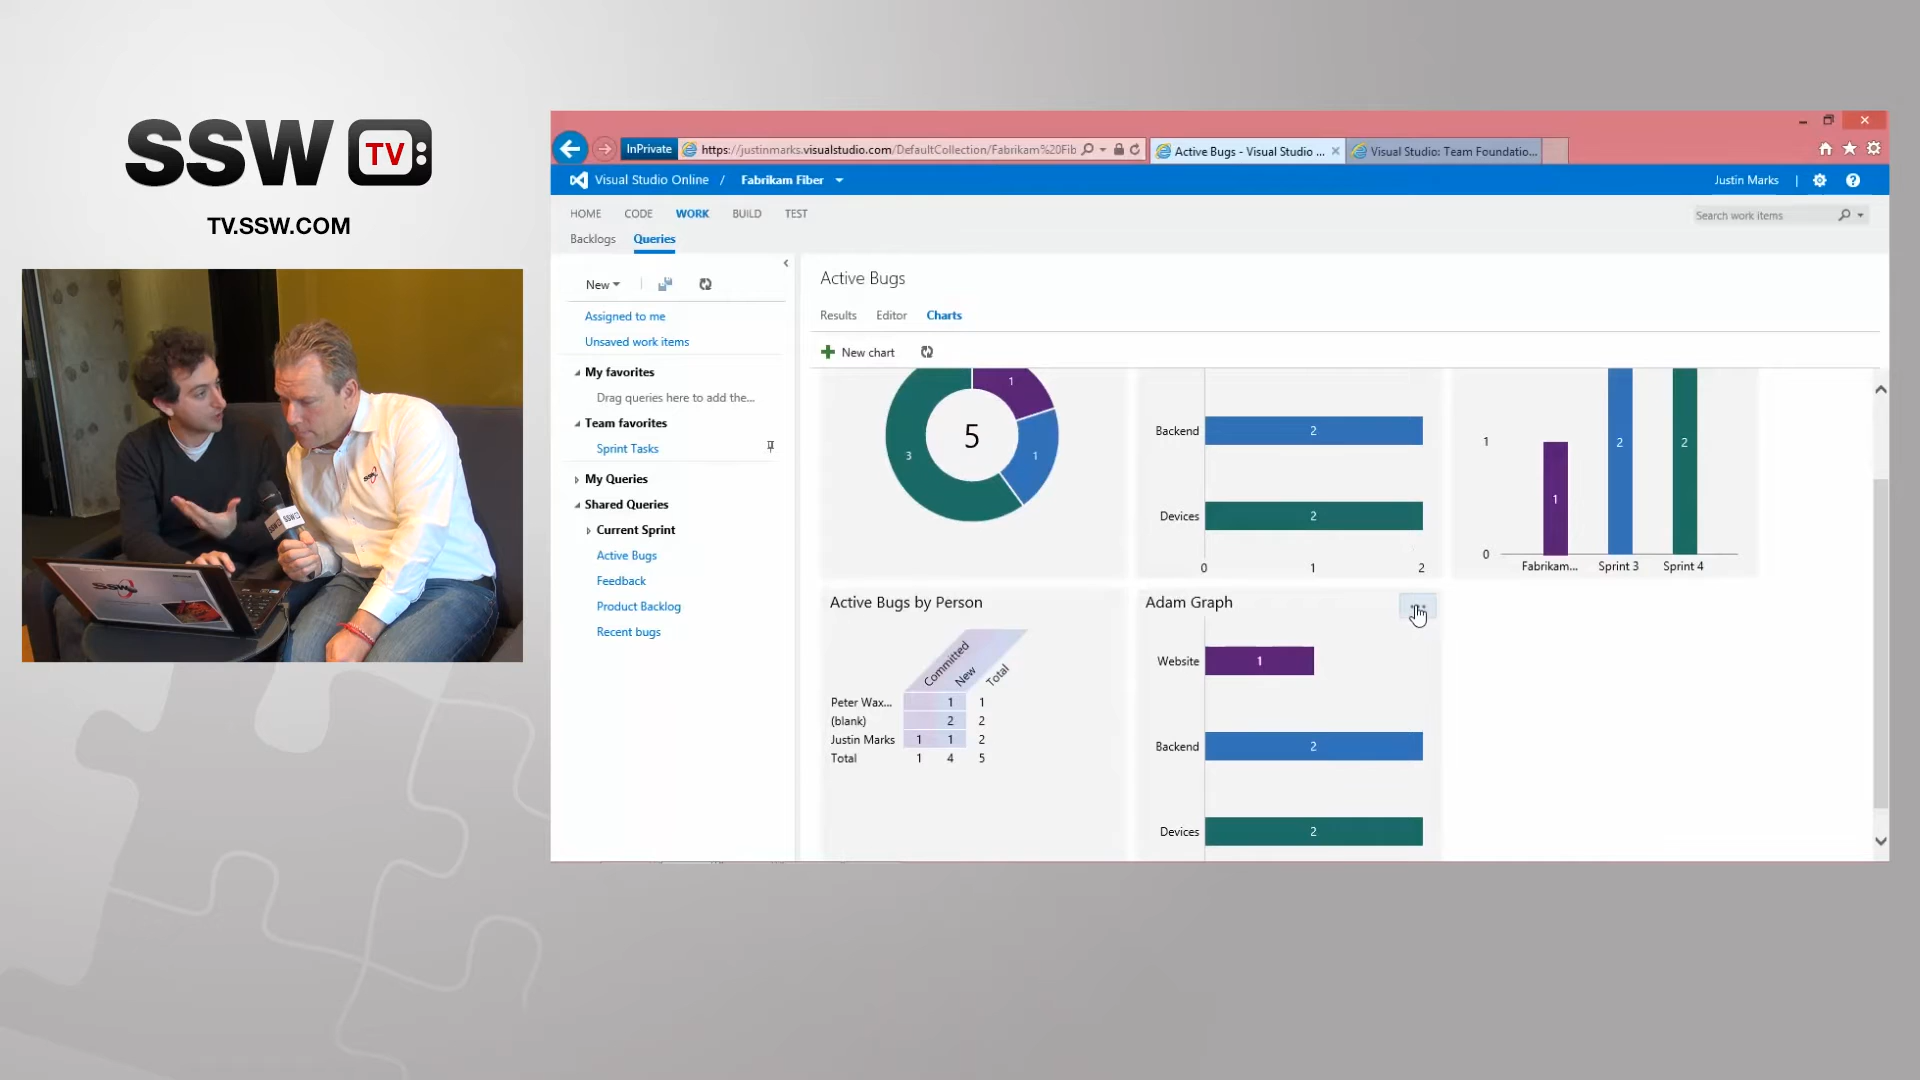 SSW TV:
TV.SSW.COM
SSW
SSW
InPrivate
https://justinmarks.visualstudio.com/DefaultCollection/Fabrikam%20Fib
Active Bugs - Visual Studio ...
Visual Studio: Team Foundatio...
Visual Studio Online / Fabrikam Fiber
Justin Marks |
HOME CODE WORK BUILD TEST
Search work items
Backlogs Queries
New
Assigned to me
Unsaved work items
My favorites
Drag queries here to add the...
Team favorites
Sprint Tasks
My Queries
Shared Queries
Current Sprint
Active Bugs
Feedback
Product Backlog
Recent bugs
Active Bugs
Results Editor Charts
New chart
1
5
3
1
Backend 2
Devices 2
0 1 2
1
0
1
2
2
Fabrikam... Sprint 3 Sprint 4
Active Bugs by Person
Committed New Total
Peter Wax... 1 1
(blank) 2 2
Justin Marks 1 1 2
Total 1 4 5
Adam Graph
Website 1
Backend 2
Devices 2